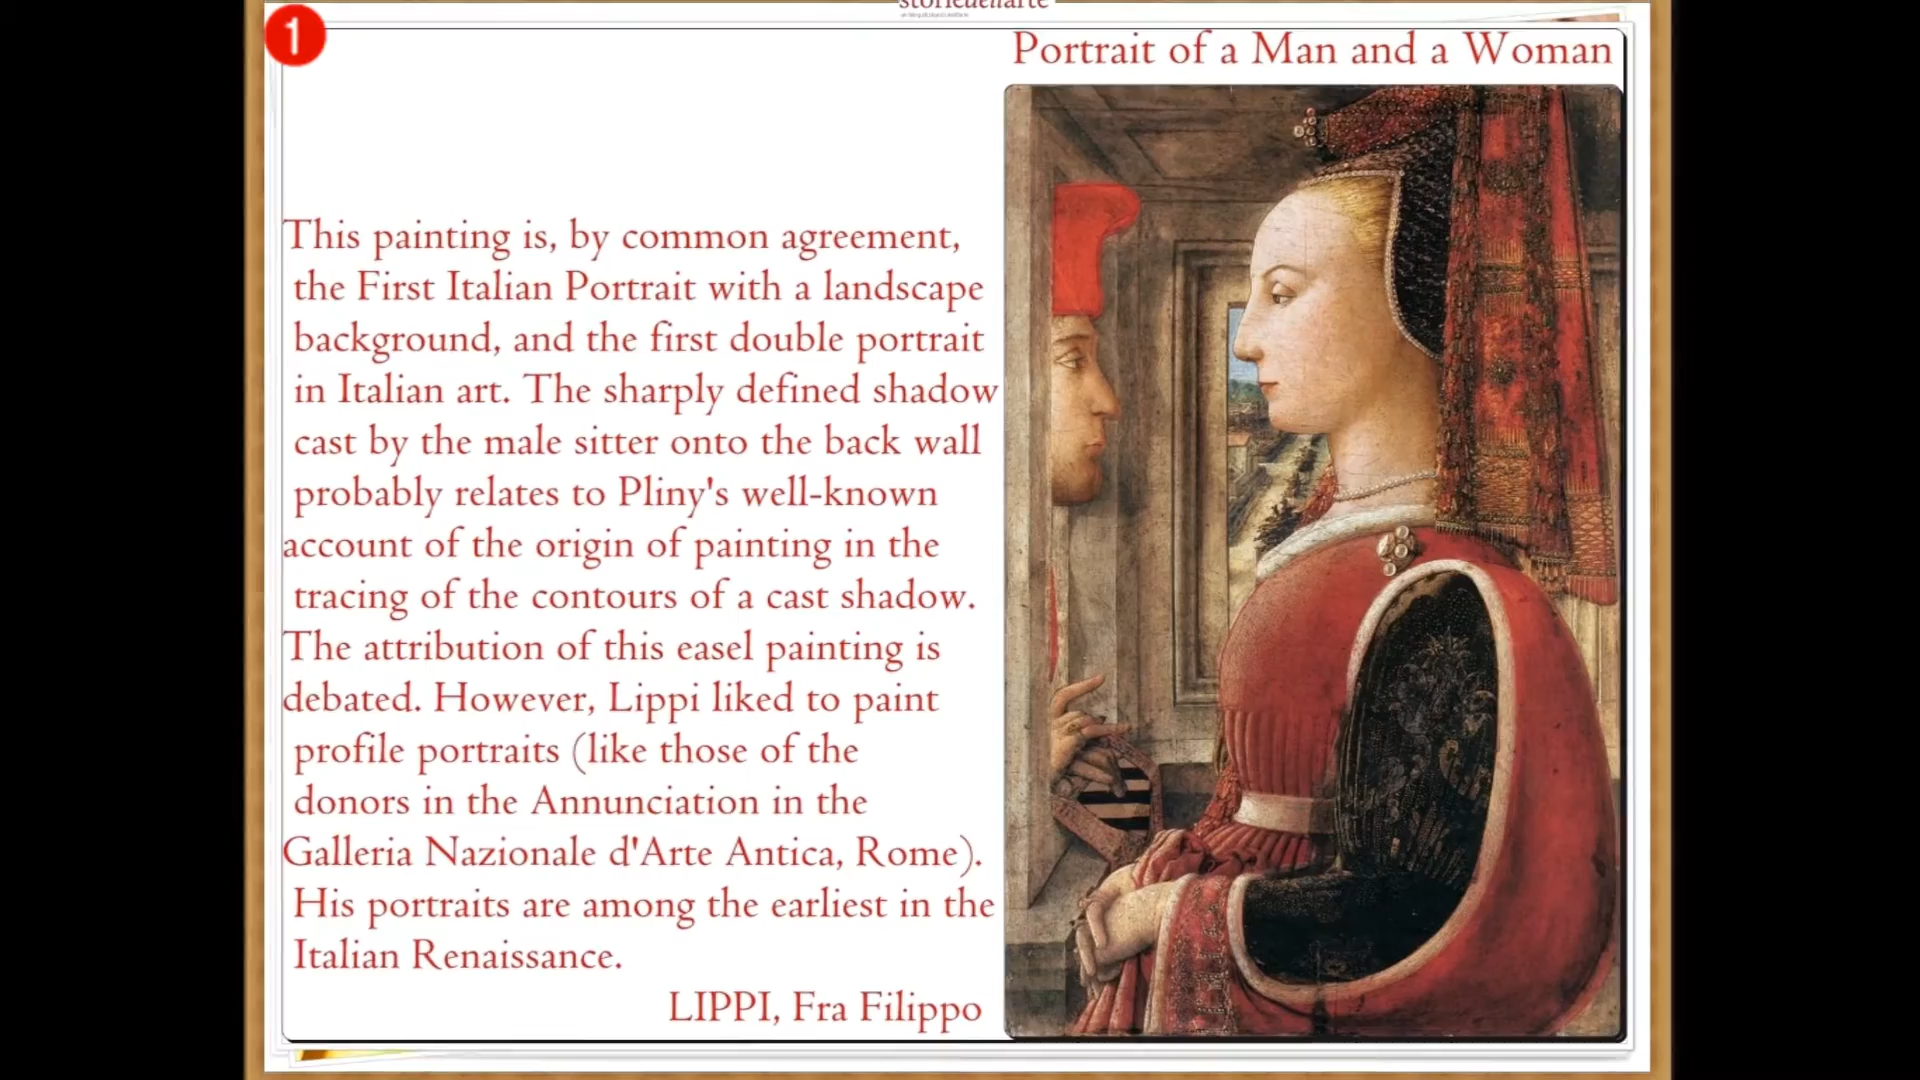 storiedellarte
1
Portrait of a Man and a Woman
This painting is, by common agreement,
the First Italian Portrait with a landscape
background, and the first double portrait
in Italian art. The sharply defined shadow
cast by the male sitter onto the back wall
probably relates to Pliny's well-known
account of the origin of painting in the
tracing of the contours of a cast shadow.
The attribution of this easel painting is
debated. However, Lippi liked to paint
profile portraits (like those of the
donors in the Annunciation in the
Galleria Nazionale d'Arte Antica, Rome).
His portraits are among the earliest in the
Italian Renaissance.
LIPPI, Fra Filippo